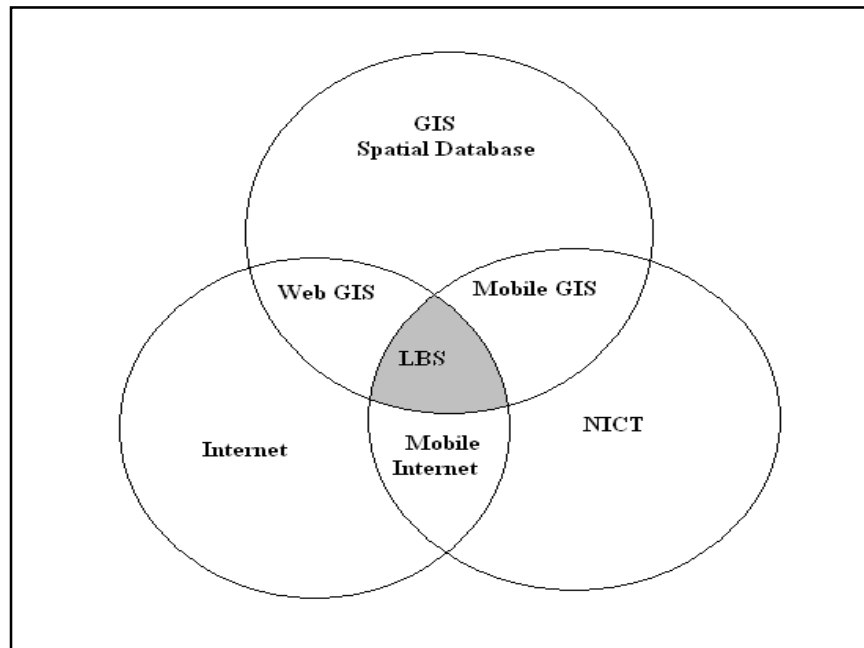 GIS
Spatial Database
Web GIS
Mobile GIS
LBS
Internet
Mobile
Internet
NICT